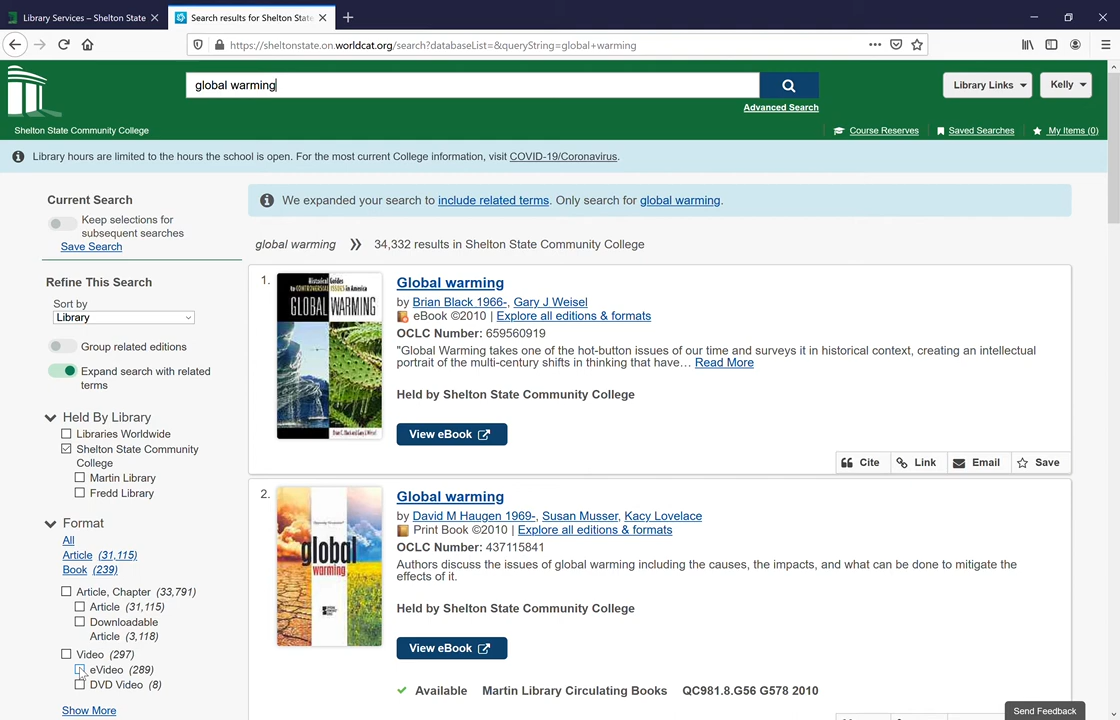 Library Services – Shelton State
Search results for Shelton State
https://sheltonstate.on.worldcat.org/search?databaseList=&queryString=global+warming
global warming
Advanced Search
Library Links
Kelly
Shelton State Community College
Course Reserves
Saved Searches
My Items (0)
Library hours are limited to the hours the school is open. For the most current College information, visit COVID-19/Coronavirus.
Current Search
Keep selections for
subsequent searches
Save Search
Refine This Search
Sort by
Library
Group related editions
Expand search with related
terms
Held By Library
Libraries Worldwide
Shelton State Community
College
Martin Library
Fredd Library
Format
All
Article (31,115)
Book (239)
Article, Chapter (33,791)
Article (31,115)
Downloadable
Article (3,118)
Video (297)
eVideo (289)
DVD Video (8)
Show More
We expanded your search to include related terms. Only search for global warming.
global warming 34,332 results in Shelton State Community College
1.
Historical Guides
to CONTROVERSIAL ISSUES in America
GLOBAL WARMING
Global warming
by Brian Black 1966-, Gary J Weisel
eBook ©2010 | Explore all editions & formats
OCLC Number: 659560919
"Global Warming takes one of the hot-button issues of our time and surveys it in historical context, creating an intellectual
portrait of the multi-century shifts in thinking that have… Read More
Held by Shelton State Community College
View eBook
Cite
Link
Email
Save
2.
global
warming
Global warming
by David M Haugen 1969-, Susan Musser, Kacy Lovelace
Print Book ©2010 | Explore all editions & formats
OCLC Number: 437115841
Authors discuss the issues of global warming including the causes, the impacts, and what can be done to mitigate the
effects of it.
Held by Shelton State Community College
View eBook
Available Martin Library Circulating Books QC981.8.G56 G578 2010
Send Feedback